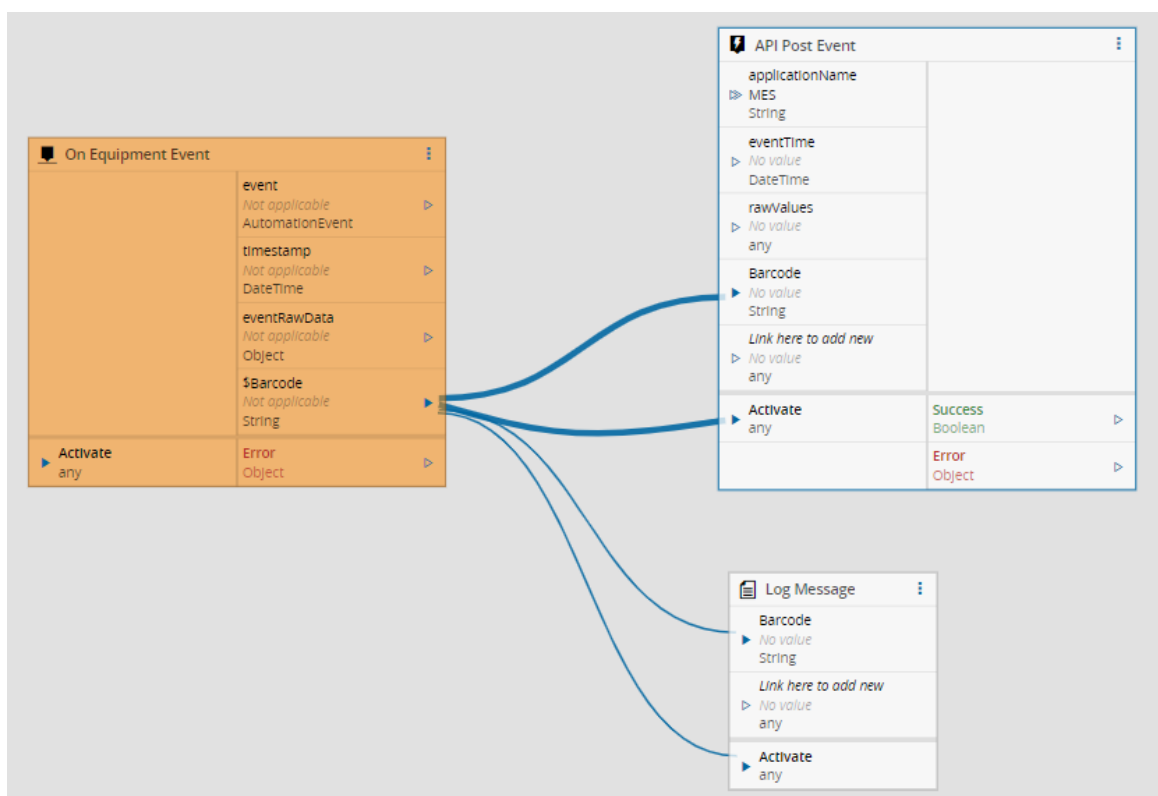 API Post Event
applicationName
MES
String
eventTime
No value
DateTime
rawValues
No value
any
Barcode
No value
String
Link here to add new
No value
any
Activate
any
Success
Boolean
Error
Object
On Equipment Event
event
Not applicable
AutomationEvent
timestamp
Not applicable
DateTime
eventRawData
Not applicable
Object
$Barcode
Not applicable
String
Activate
any
Error
Object
Log Message
Barcode
No value
String
Link here to add new
No value
any
Activate
any